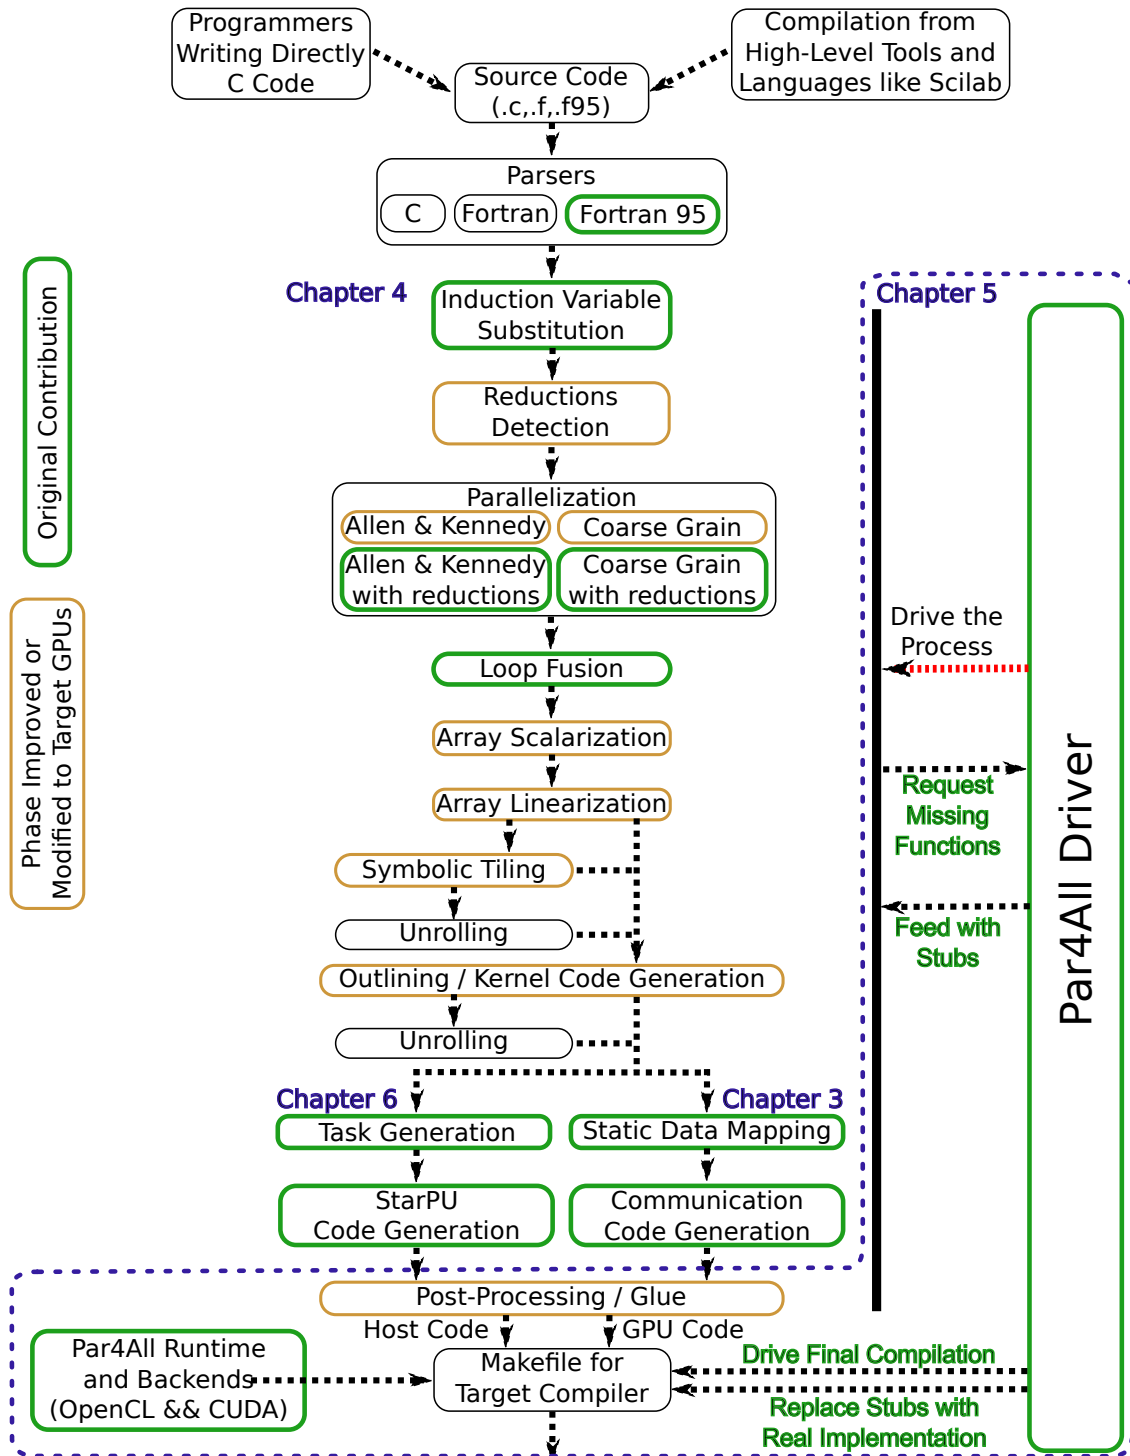 Programmers
Writing Directly
C Code
Compilation from
High-Level Tools and
Languages like Scilab
Source Code
(.c,.f,.f95)
Parsers
C
Fortran
Fortran 95
Chapter 4
Induction Variable
Substitution
Reductions
Detection
Parallelization
Allen & Kennedy
Coarse Grain
Allen & Kennedy
with reductions
Coarse Grain
with reductions
Loop Fusion
Array Scalarization
Array Linearization
Symbolic Tiling
Unrolling
Outlining / Kernel Code Generation
Unrolling
Chapter 6
Chapter 3
Task Generation
Static Data Mapping
StarPU
Code Generation
Communication
Code Generation
Post-Processing / Glue
Host Code
GPU Code
Par4All Runtime
and Backends
(OpenCL && CUDA)
Makefile for
Target Compiler
Original Contribution
Phase Improved or
Modified to Target GPUs
Chapter 5
Drive the
Process
Request
Missing
Functions
Feed with
Stubs
Par4All Driver
Drive Final Compilation
Replace Stubs with
Real Implementation